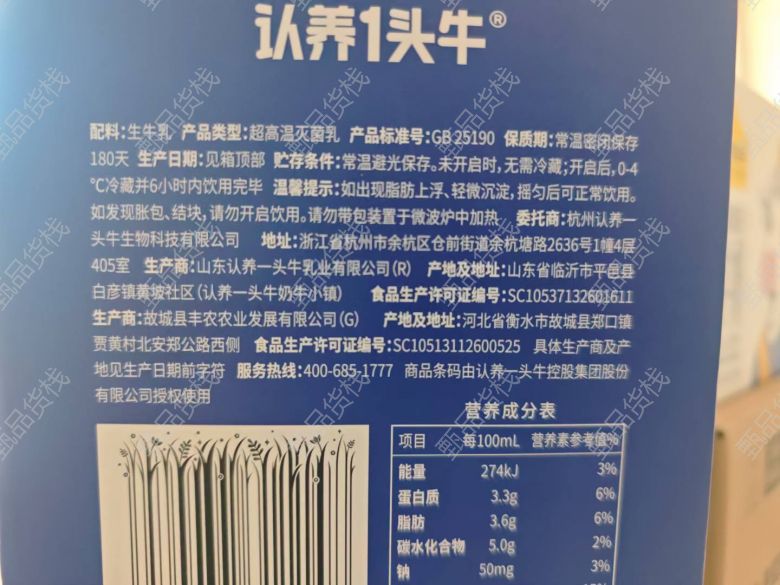 认养1头牛®
配料:生牛乳 产品类型:超高温灭菌乳 产品标准号:GB 25190 保质期:常温密闭保存
180天 生产日期:见箱顶部 贮存条件:常温避光保存。未开启时,无需冷藏;开启后,0-4
℃冷藏并6小时内饮用完毕 温馨提示:如出现脂肪上浮、轻微沉淀,摇匀后可正常饮用。
如发现胀包、结块,请勿开启饮用。请勿带包装置于微波炉中加热 委托商:杭州认养一
头牛生物科技有限公司 地址:浙江省杭州市余杭区仓前街道余杭塘路2636号1幢4层
405室 生产商:山东认养一头牛乳业有限公司(R) 产地及地址:山东省临沂市平邑县
白彦镇黄坡社区(认养一头牛奶牛小镇) 食品生产许可证编号:SC10537132601611
生产商:故城县丰农农业发展有限公司(G) 产地及地址:河北省衡水市故城县郑口镇
贾黄村北安郑公路西侧 食品生产许可证编号:SC10513112600525 具体生产商及产
地见生产日期前字符 服务热线:400-685-1777 商品条码由认养一头牛控股集团股份
有限公司授权使用
营养成分表
项目 每100mL 营养素参考值%
能量 274kJ 3%
蛋白质 3.3g 6%
脂肪 3.6g 6%
碳水化合物 5.0g 2%
钠 50mg 3%
甄品货栈